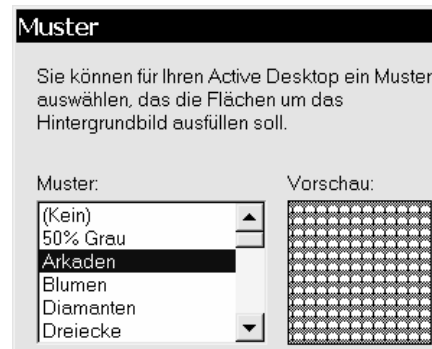 Muster
Sie können für Ihren Active Desktop ein Muster
auswählen, das die Flächen um das
Hintergrundbild ausfüllen soll.
Muster:
Vorschau:
(Kein)
50% Grau
Arkaden
Blumen
Diamanten
Dreiecke